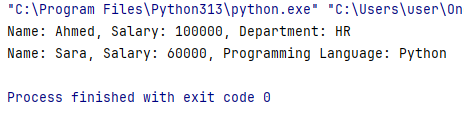 "C:\Program Files\Python313\python.exe" "C:\Users\user\On
Name: Ahmed, Salary: 100000, Department: HR
Name: Sara, Salary: 60000, Programming Language: Python
Process finished with exit code 0